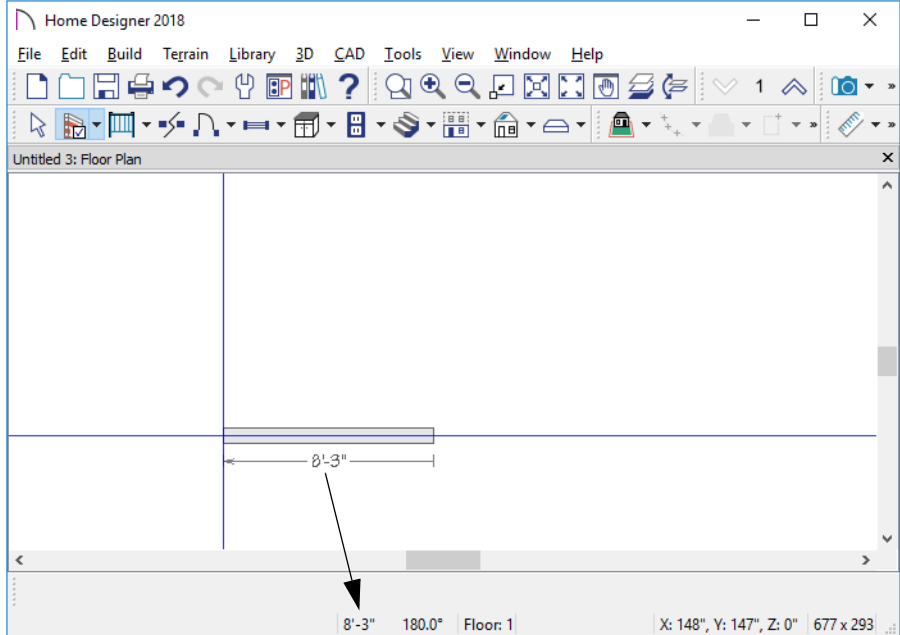 Home Designer 2018
File Edit Build Terrain Library 3D CAD Tools View Window Help
P ? 1 »
» »
Untitled 3: Floor Plan
8'-3"
8'-3" 180.0° Floor: 1 X: 148", Y: 147", Z: 0" 677 x 293